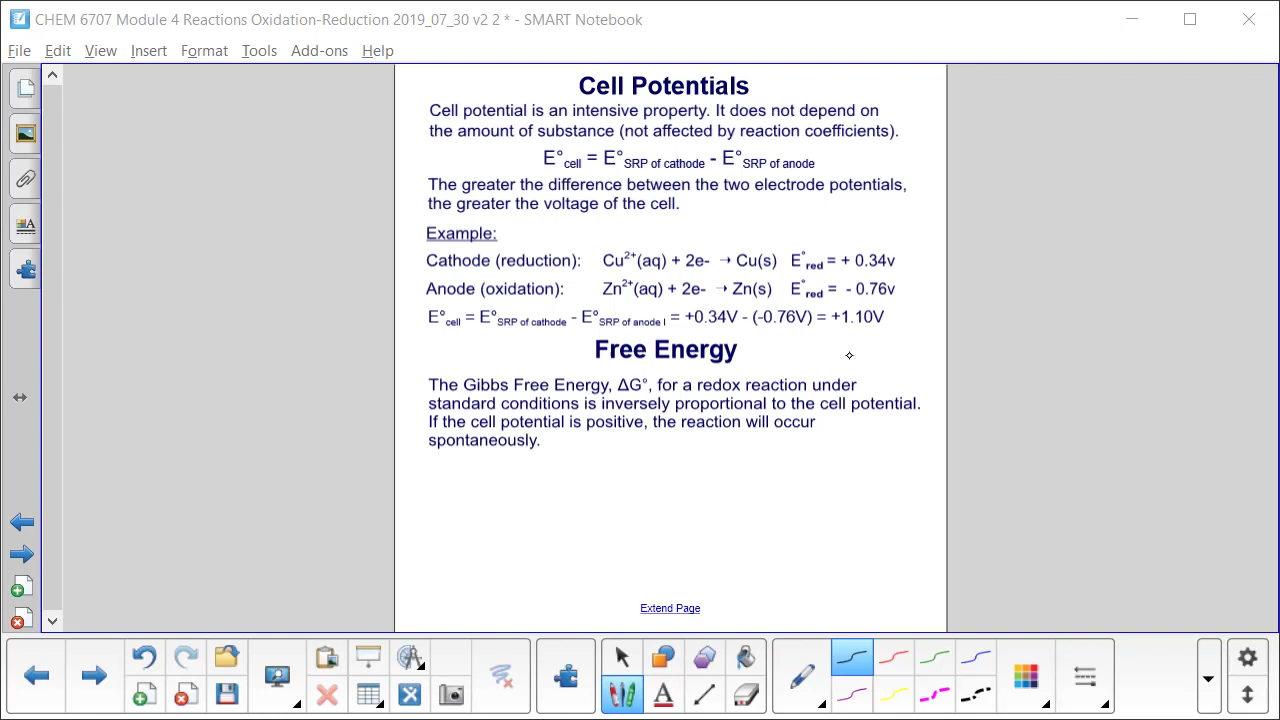 CHEM 6707 Module 4 Reactions Oxidation-Reduction 2019_07_30 v2 2 * - SMART Notebook
File Edit View Insert Format Tools Add-ons Help
Cell Potentials
Cell potential is an intensive property. It does not depend on
the amount of substance (not affected by reaction coefficients).
E°cell = E°SRP of cathode - E°SRP of anode
The greater the difference between the two electrode potentials,
the greater the voltage of the cell.
Example:
Cathode (reduction): Cu²⁺(aq) + 2e- → Cu(s) E°red = + 0.34v
Anode (oxidation): Zn²⁺(aq) + 2e- → Zn(s) E°red = - 0.76v
E°cell = E°SRP of cathode - E°SRP of anode l = +0.34V - (-0.76V) = +1.10V
Free Energy
The Gibbs Free Energy, ΔG°, for a redox reaction under
standard conditions is inversely proportional to the cell potential.
If the cell potential is positive, the reaction will occur
spontaneously.
Extend Page